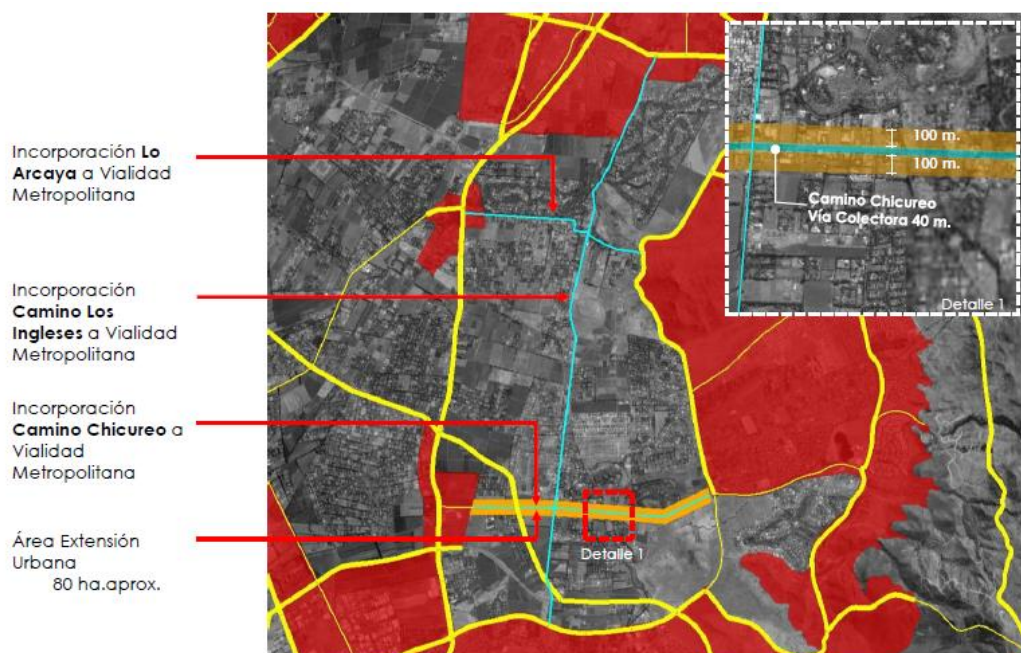 Incorporación Lo
Arcaya a Vialidad
Metropolitana
Incorporación
Camino Los
Ingleses a Vialidad
Metropolitana
Incorporación
Camino Chicureo a
Vialidad
Metropolitana
Área Extensión
Urbana
80 ha.aprox.
100 m.
100 m.
Camino Chicureo
Vía Colectora 40 m.
Detalle 1
Detalle 1